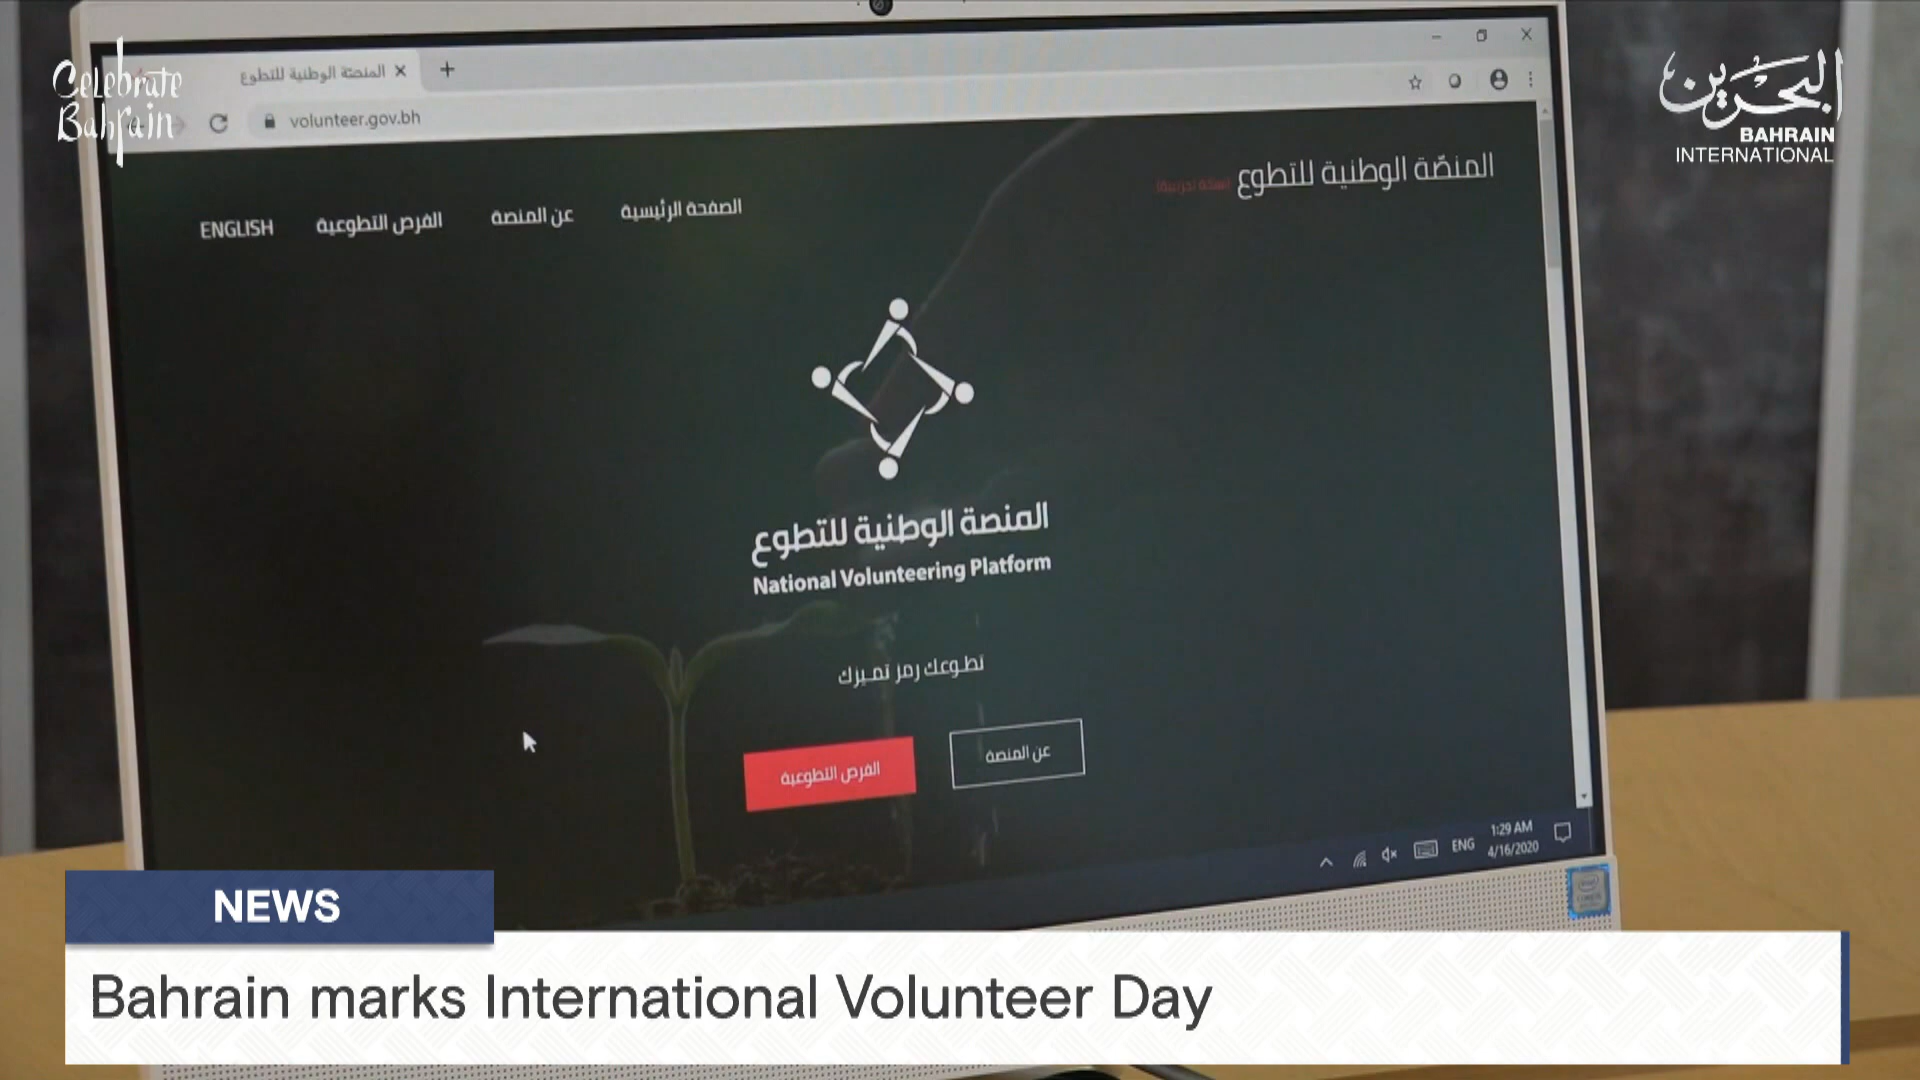 Celebrate
Bahrain
البحرين
BAHRAIN
INTERNATIONAL
المنصّة الوطنية للتطوع
volunteer.gov.bh
المنصّة الوطنية للتطوع
الصفحة الرئيسية
عن المنصة
الفرص التطوعية
ENGLISH
المنصة الوطنية للتطوع
National Volunteering Platform
تطوعك رمز تميزك
عن المنصة
الفرص التطوعية
ENG
1:29 AM
4/16/2020
NEWS
Bahrain marks International Volunteer Day